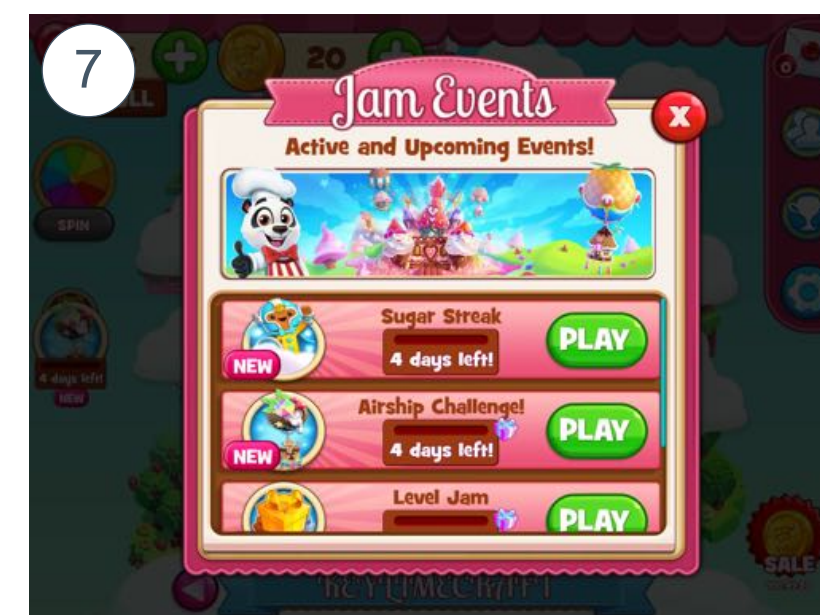 7
20
Jam Events
X
Active and Upcoming Events!
SPIN
0
Sugar Streak
NEW
4 days left!
PLAY
4 days left!
NEW
Airship Challenge!
NEW
4 days left!
PLAY
Level Jam
PLAY
SALE